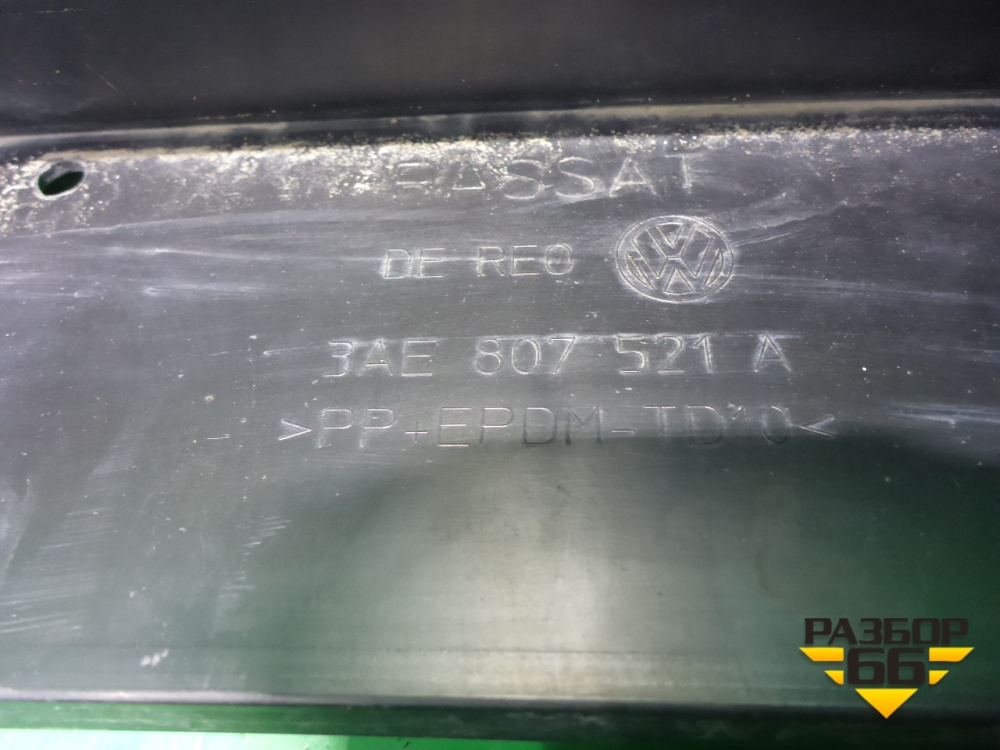 PASSAT
DE REO
3AE 807 521 A
>PP+EPDM-TD10<
РАЗБОР
66